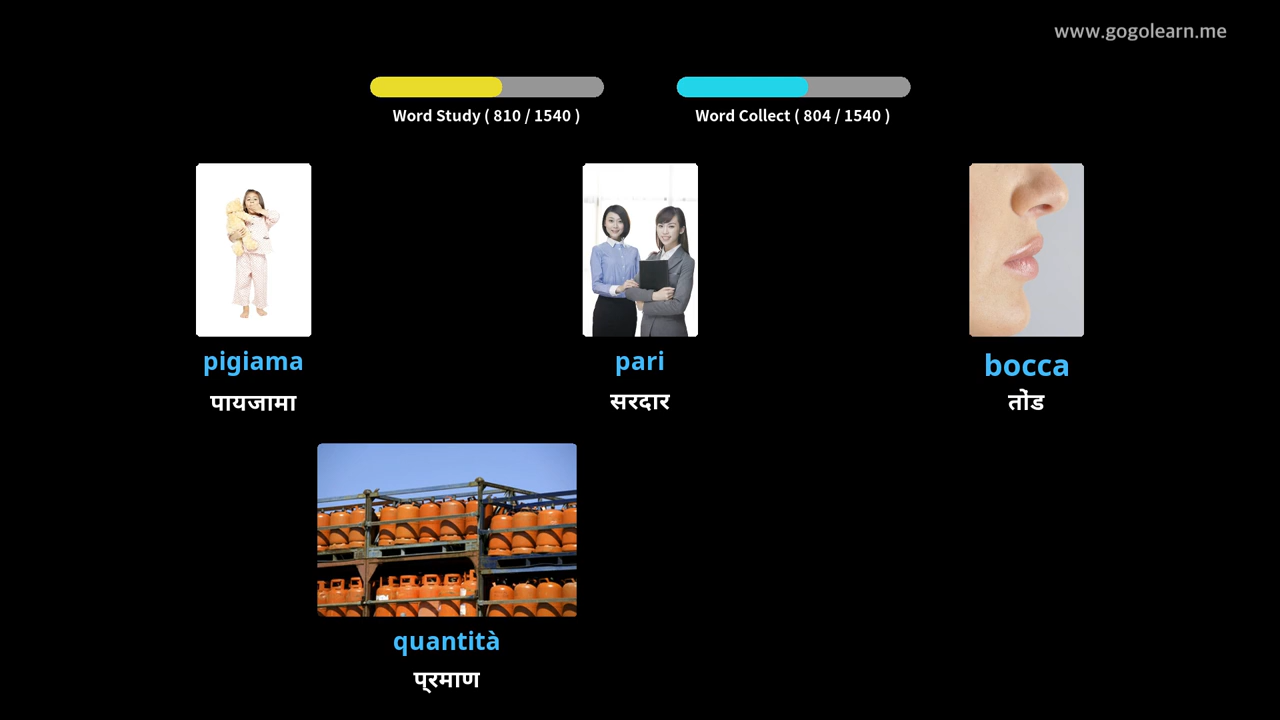 www.gogolearn.me
Word Study ( 810 / 1540 )
Word Collect ( 804 / 1540 )
pigiama
पायजामा
pari
सरदार
bocca
तोंड
quantità
प्रमाण